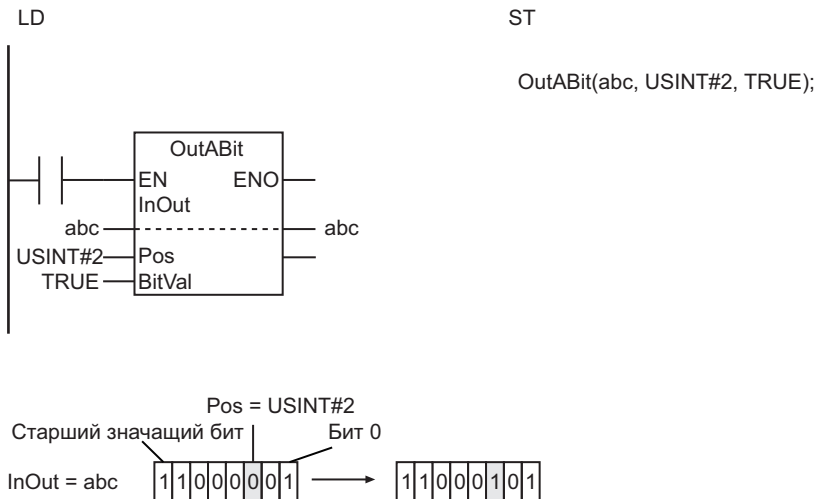 LD
ST
OutABit(abc, USINT#2, TRUE);
OutABit
EN ENO
InOut
abc abc
USINT#2 Pos
TRUE BitVal
Pos = USINT#2
Старший значащий бит Бит 0
InOut = abc 1 1 0 0 0 0 0 1 1 1 0 0 0 1 0 1